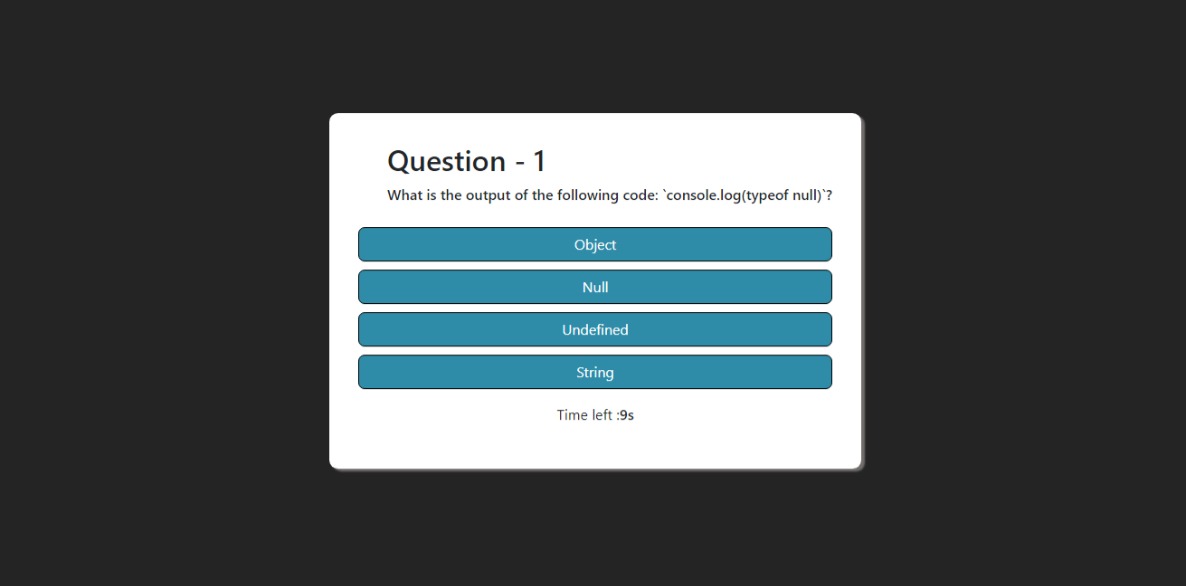 Question - 1
What is the output of the following code: `console.log(typeof null)`?
Object
Null
Undefined
String
Time left :9s